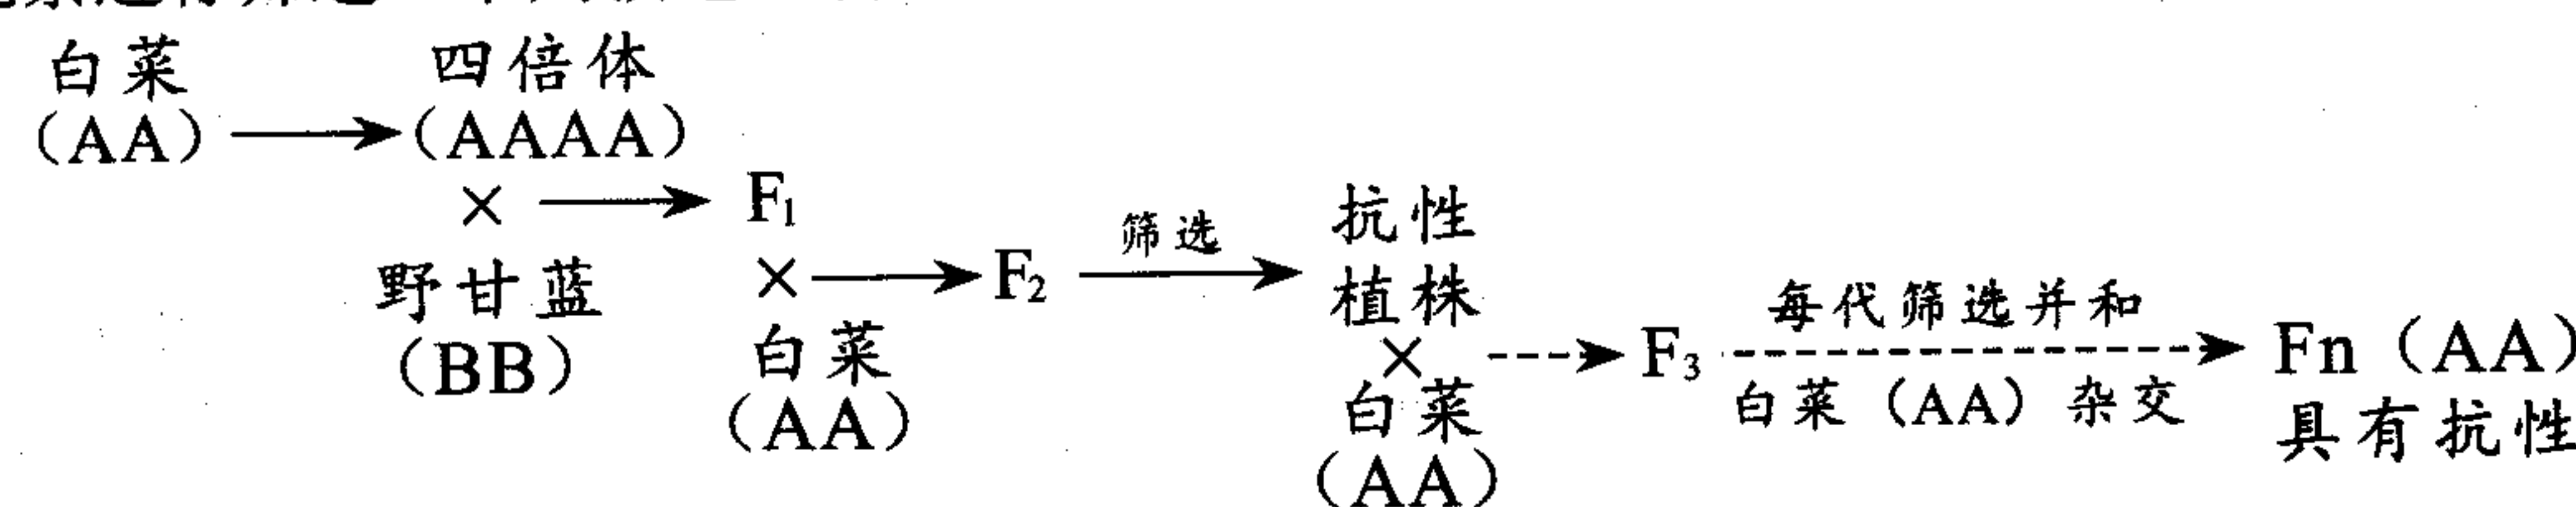 白菜
(AA)
四倍体
(AAAA)
×
野甘蓝
(BB)
F₁
×
白菜
(AA)
F₂
筛选
抗性
植株
×
白菜
(AA)
F₃
每代筛选并和
白菜 (AA) 杂交
Fn (AA)
具有抗性